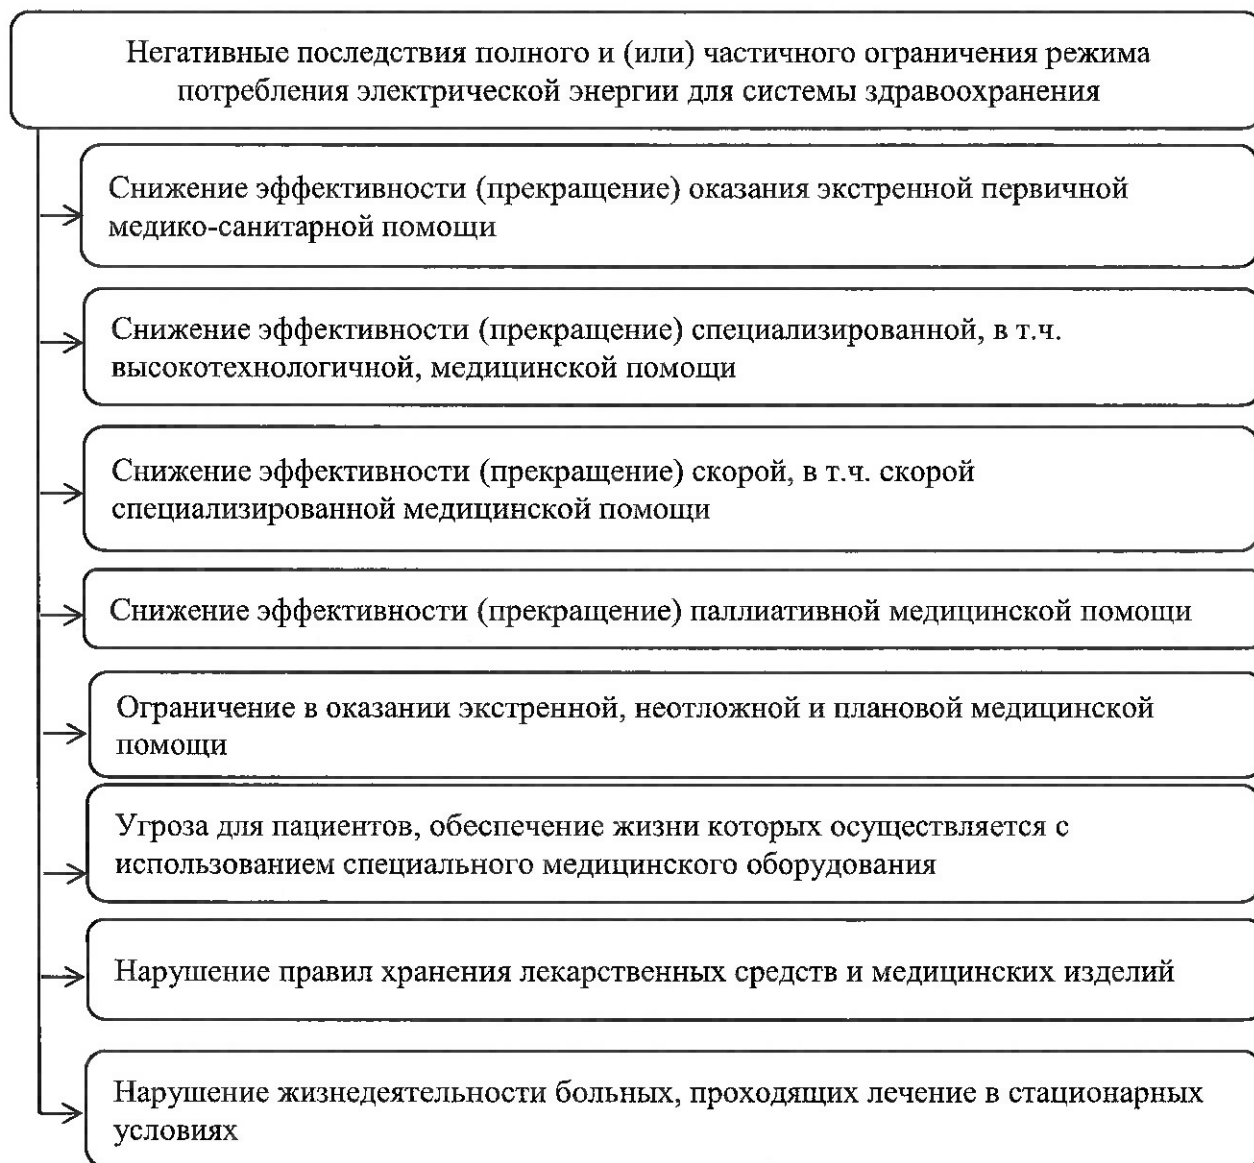 Негативные последствия полного и (или) частичного ограничения режима
потребления электрической энергии для системы здравоохранения
Снижение эффективности (прекращение) оказания экстренной первичной
медико-санитарной помощи
Снижение эффективности (прекращение) специализированной, в т.ч.
высокотехнологичной, медицинской помощи
Снижение эффективности (прекращение) скорой, в т.ч. скорой
специализированной медицинской помощи
Снижение эффективности (прекращение) паллиативной медицинской помощи
Ограничение в оказании экстренной, неотложной и плановой медицинской
помощи
Угроза для пациентов, обеспечение жизни которых осуществляется с
использованием специального медицинского оборудования
Нарушение правил хранения лекарственных средств и медицинских изделий
Нарушение жизнедеятельности больных, проходящих лечение в стационарных
условиях